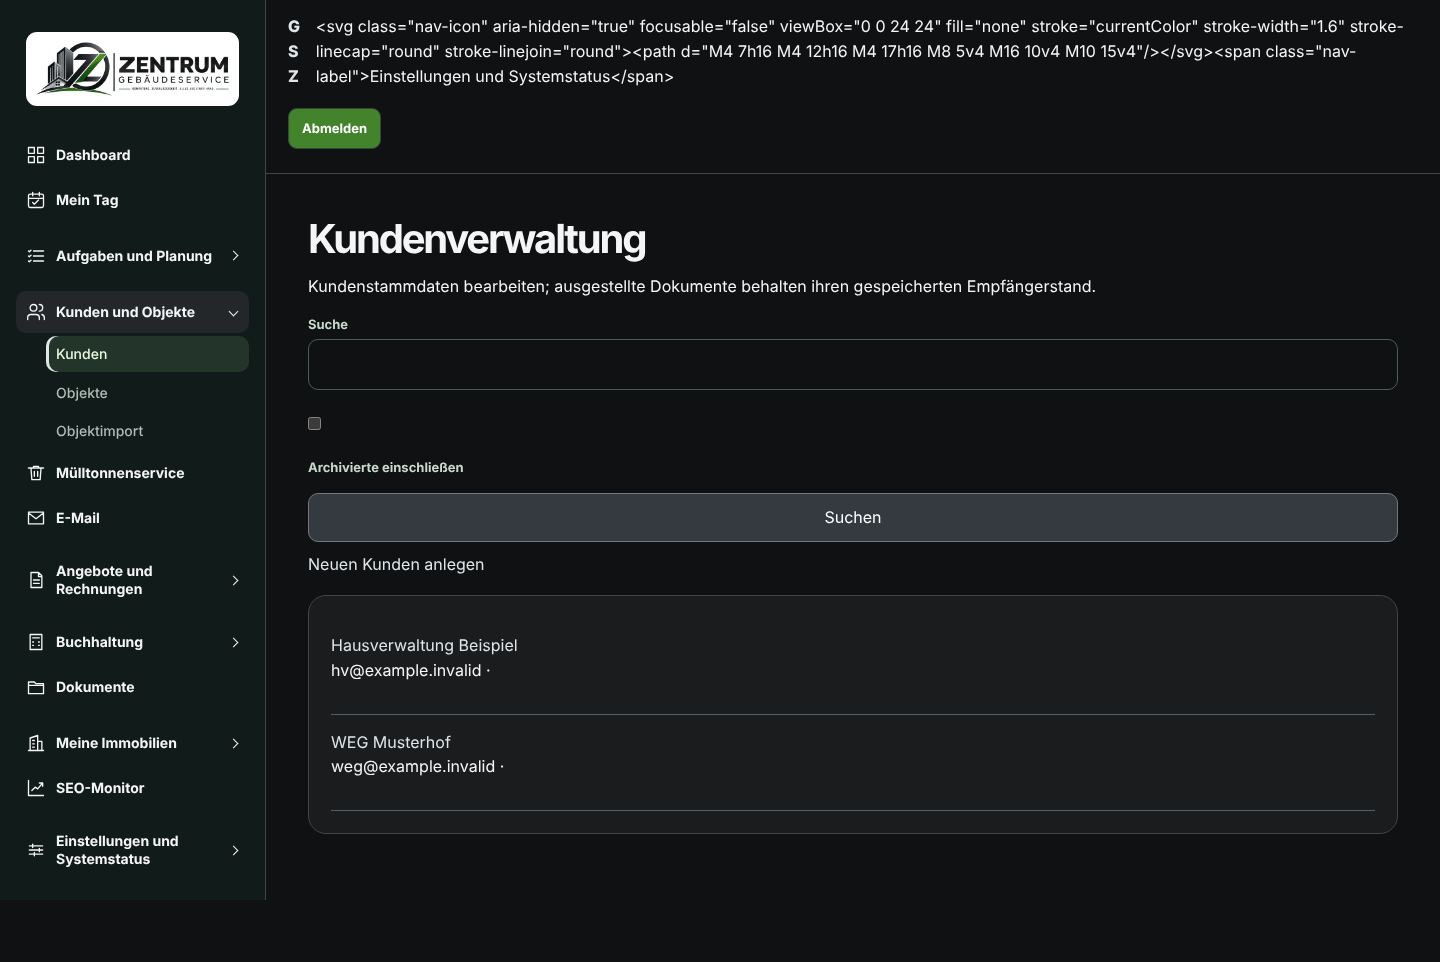 ZENTRUM
GEBÄUDESERVICE
Dashboard
Mein Tag
Aufgaben und Planung
Kunden und Objekte
Kunden
Objekte
Objektimport
Mülltonnenservice
E-Mail
Angebote und
Rechnungen
Buchhaltung
Dokumente
Meine Immobilien
SEO-Monitor
Einstellungen und
Systemstatus
G <svg class="nav-icon" aria-hidden="true" focusable="false" viewBox="0 0 24 24" fill="none" stroke="currentColor" stroke-width="1.6" stroke-
S linecap="round" stroke-linejoin="round"><path d="M4 7h16 M4 12h16 M4 17h16 M8 5v4 M16 10v4 M10 15v4"/></svg><span class="nav-
Z label">Einstellungen und Systemstatus</span>
Abmelden
Kundenverwaltung
Kundenstammdaten bearbeiten; ausgestellte Dokumente behalten ihren gespeicherten Empfängerstand.
Suche
Archivierte einschließen
Suchen
Neuen Kunden anlegen
Hausverwaltung Beispiel
hv@example.invalid ·
WEG Musterhof
weg@example.invalid ·